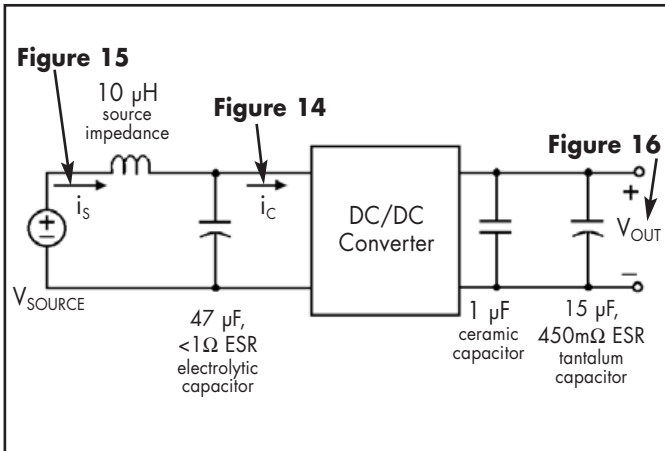 Figure 15
10 µH
source
impedance
Figure 14
Figure 16
iS
iC
DC/DC
Converter
+
VOUT
–
+
–
VSOURCE
47 µF,
<1Ω ESR
electrolytic
capacitor
1 µF
ceramic
capacitor
15 µF,
450mΩ ESR
tantalum
capacitor